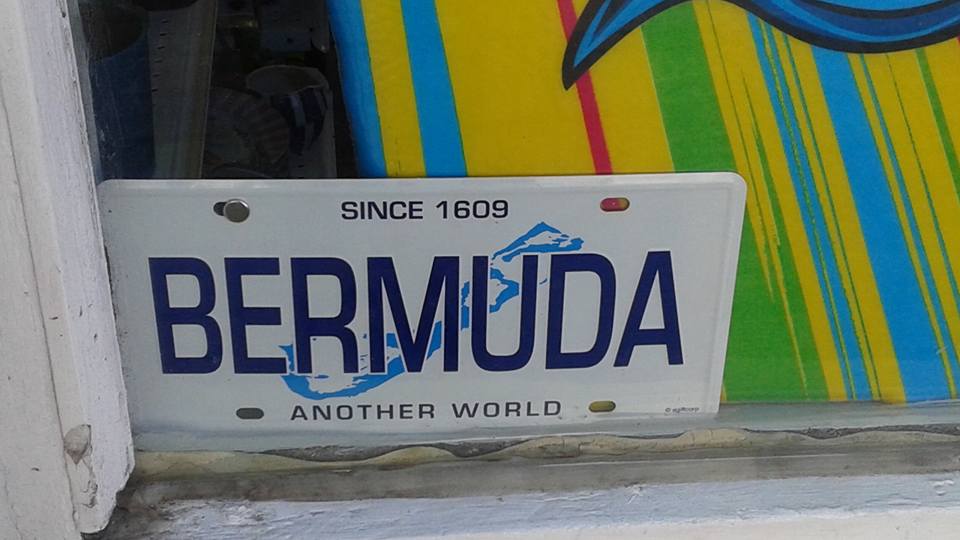 SINCE 1609
BERMUDA
ANOTHER WORLD